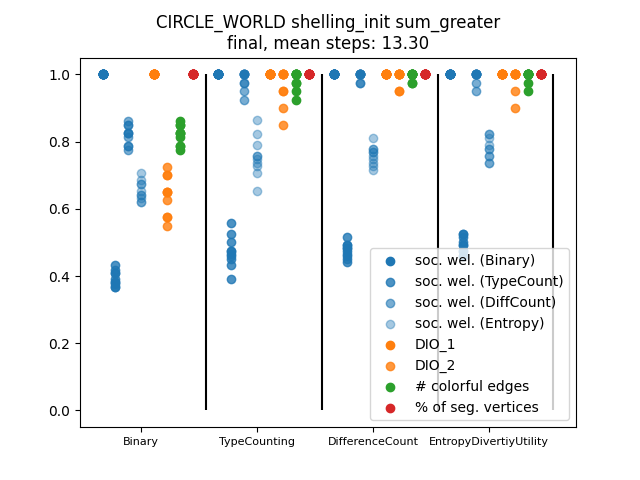 CIRCLE_WORLD shelling_init sum_greater
final, mean steps: 13.30
1.0
0.8
0.6
0.4
0.2
0.0
soc. wel. (Binary)
soc. wel. (TypeCount)
soc. wel. (DiffCount)
soc. wel. (Entropy)
DIO_1
DIO_2
# colorful edges
% of seg. vertices
Binary
TypeCounting
DifferenceCount
EntropyDivertiyUtility